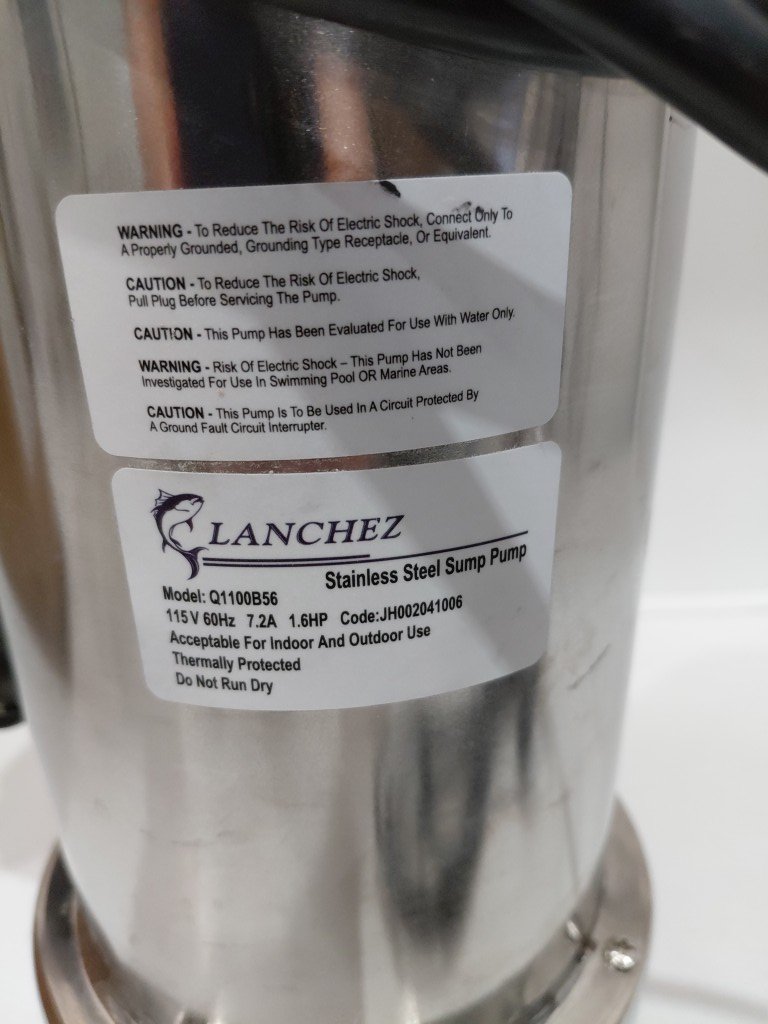 WARNING - To Reduce The Risk Of Electric Shock, Connect Only To
A Properly Grounded, Grounding Type Receptacle, Or Equivalent.
CAUTION - To Reduce The Risk Of Electric Shock,
Pull Plug Before Servicing The Pump.
CAUTION - This Pump Has Been Evaluated For Use With Water Only.
WARNING - Risk Of Electric Shock – This Pump Has Not Been
Investigated For Use In Swimming Pool OR Marine Areas.
CAUTION - This Pump Is To Be Used In A Circuit Protected By
A Ground Fault Circuit Interrupter.
LANCHEZ
Stainless Steel Sump Pump
Model: Q1100B56
115V 60Hz 7.2A 1.6HP Code:JH002041006
Acceptable For Indoor And Outdoor Use
Thermally Protected
Do Not Run Dry